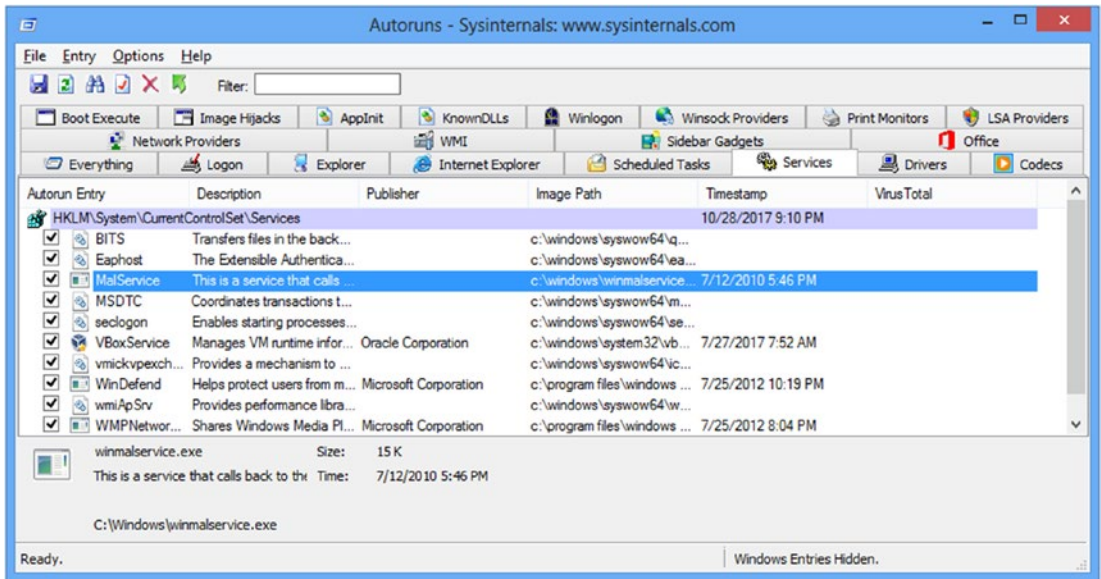 Autoruns - Sysinternals: www.sysinternals.com
File Entry Options Help
Filter:
Boot Execute Image Hijacks AppInit KnownDLLs Winlogon Winsock Providers Print Monitors LSA Providers
Network Providers WMI Sidebar Gadgets Office
Everything Logon Explorer Internet Explorer Scheduled Tasks Services Drivers Codecs
Autorun Entry Description Publisher Image Path Timestamp VirusTotal
HKLM\System\CurrentControlSet\Services 10/28/2017 9:10 PM
BITS Transfers files in the back... c:\windows\syswow64\q...
Eaphost The Extensible Authentica... c:\windows\syswow64\ea...
MalService This is a service that calls ... c:\windows\winmalservice... 7/12/2010 5:46 PM
MSDTC Coordinates transactions t... c:\windows\syswow64\m...
seclogon Enables starting processes... c:\windows\syswow64\se...
VBoxService Manages VM runtime infor... Oracle Corporation c:\windows\system32\vb... 7/27/2017 7:52 AM
vmickvpexch... Provides a mechanism to ... c:\windows\syswow64\ic...
WinDefend Helps protect users from m... Microsoft Corporation c:\program files\windows ... 7/25/2012 10:19 PM
wmiApSrv Provides performance libra... c:\windows\syswow64\w...
WMPNetwor... Shares Windows Media Pl... Microsoft Corporation c:\program files\windows ... 7/25/2012 8:04 PM
winmalservice.exe Size: 15 K
This is a service that calls back to the Time: 7/12/2010 5:46 PM
C:\Windows\winmalservice.exe
Ready. Windows Entries Hidden.